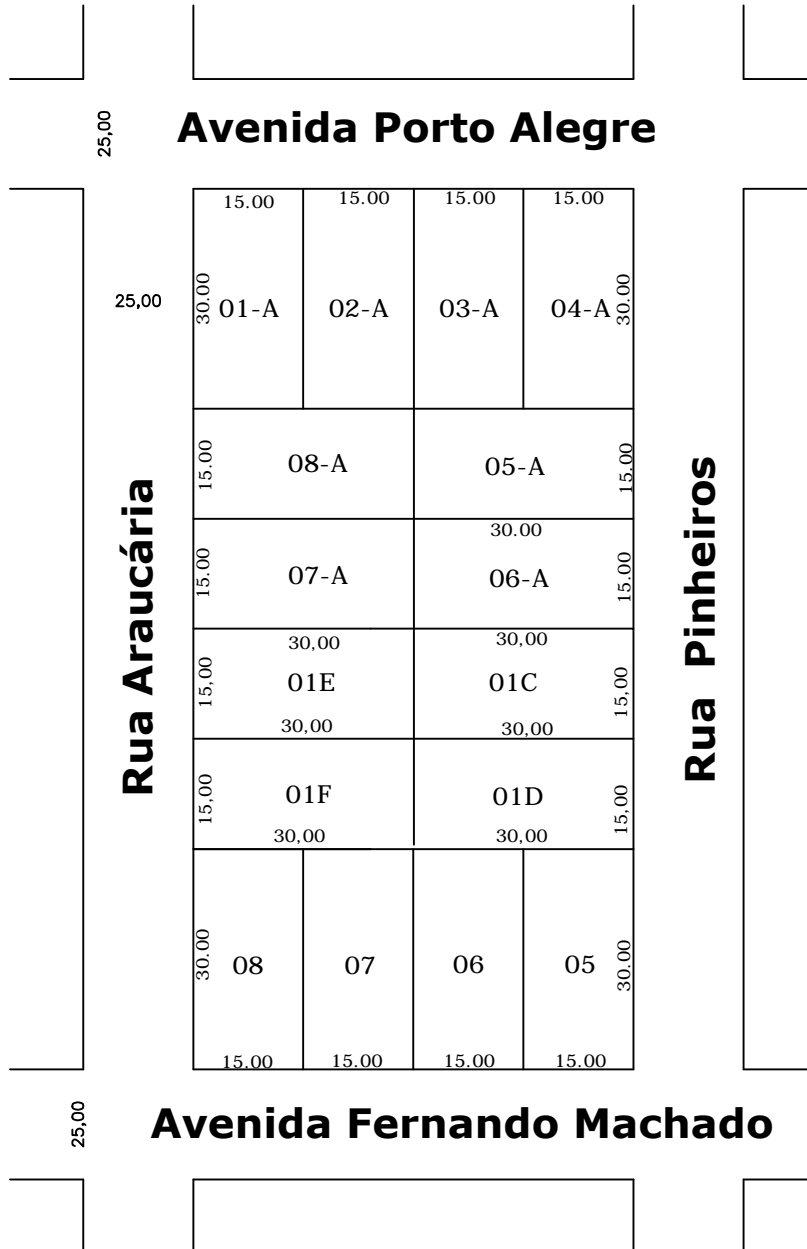 25,00
Avenida Porto Alegre
15.00 15.00 15.00 15.00
25,00
30.00 01-A 02-A 03-A 04-A 30.00
15.00 08-A 05-A 15.00
30.00
15.00 07-A 06-A 15.00
Rua Araucária
Rua Pinheiros
30,00 30,00
15,00 01E 01C 15,00
30,00 30,00
15,00 01F 01D 15,00
30,00 30,00
30.00 08 07 06 05 30.00
15.00 15.00 15.00 15.00
25,00
Avenida Fernando Machado